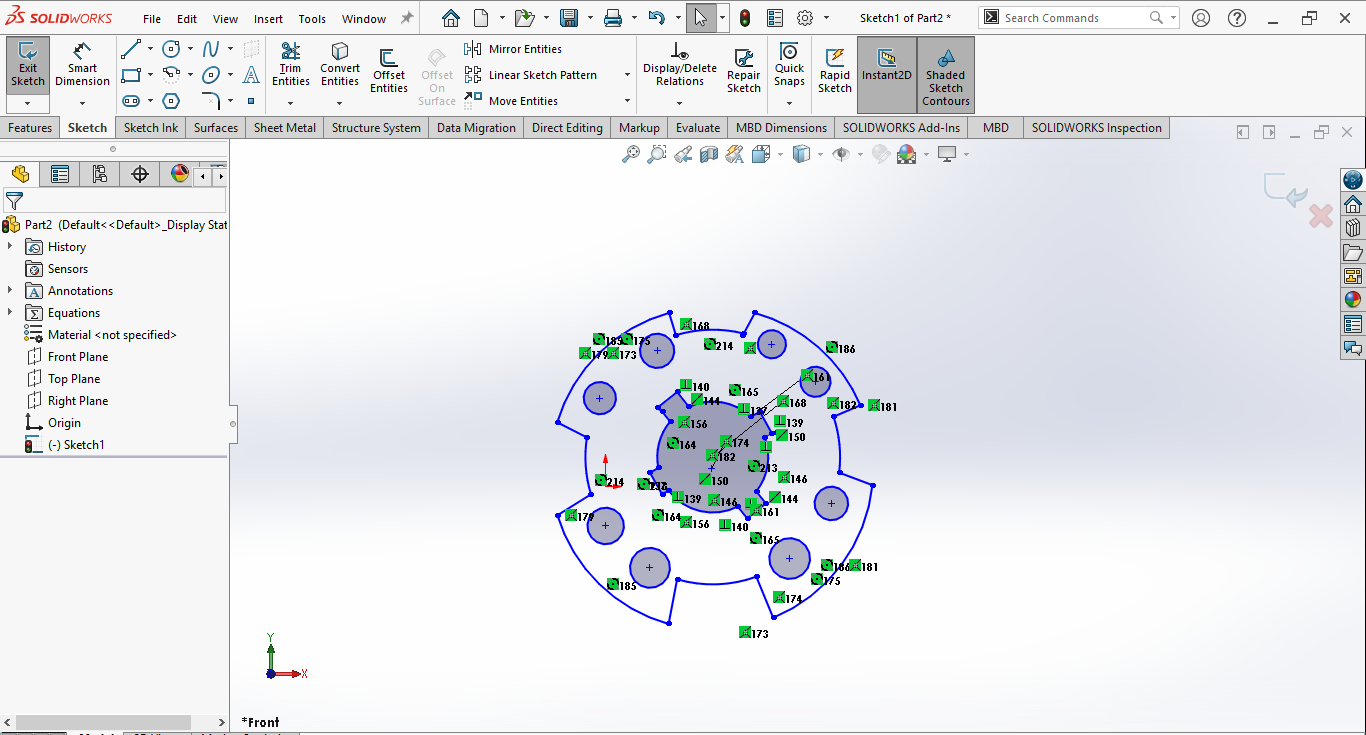 SOLIDWORKS File Edit View Insert Tools Window Sketch1 of Part2 * Search Commands
Exit Sketch
Smart Dimension
Trim Entities
Convert Entities
Offset Entities
Offset On Surface
Mirror Entities
Linear Sketch Pattern
Move Entities
Display/Delete Relations
Repair Sketch
Quick Snaps
Rapid Sketch
Instant2D
Shaded Sketch Contours
Features Sketch Sketch Ink Surfaces Sheet Metal Structure System Data Migration Direct Editing Markup Evaluate MBD Dimensions SOLIDWORKS Add-Ins MBD SOLIDWORKS Inspection
Part2 (Default<<Default>_Display Stat
History
Sensors
Annotations
Equations
Material <not specified>
Front Plane
Top Plane
Right Plane
Origin
(-) Sketch1
168
185 175 214 186
179 173
161
140 165
144 168 182 181
137
156 139
150
164 174
182
213
150 146
214
139 146 144
161
179 164 156 140
165
186 181
185 175
174
173
Y
X
*Front